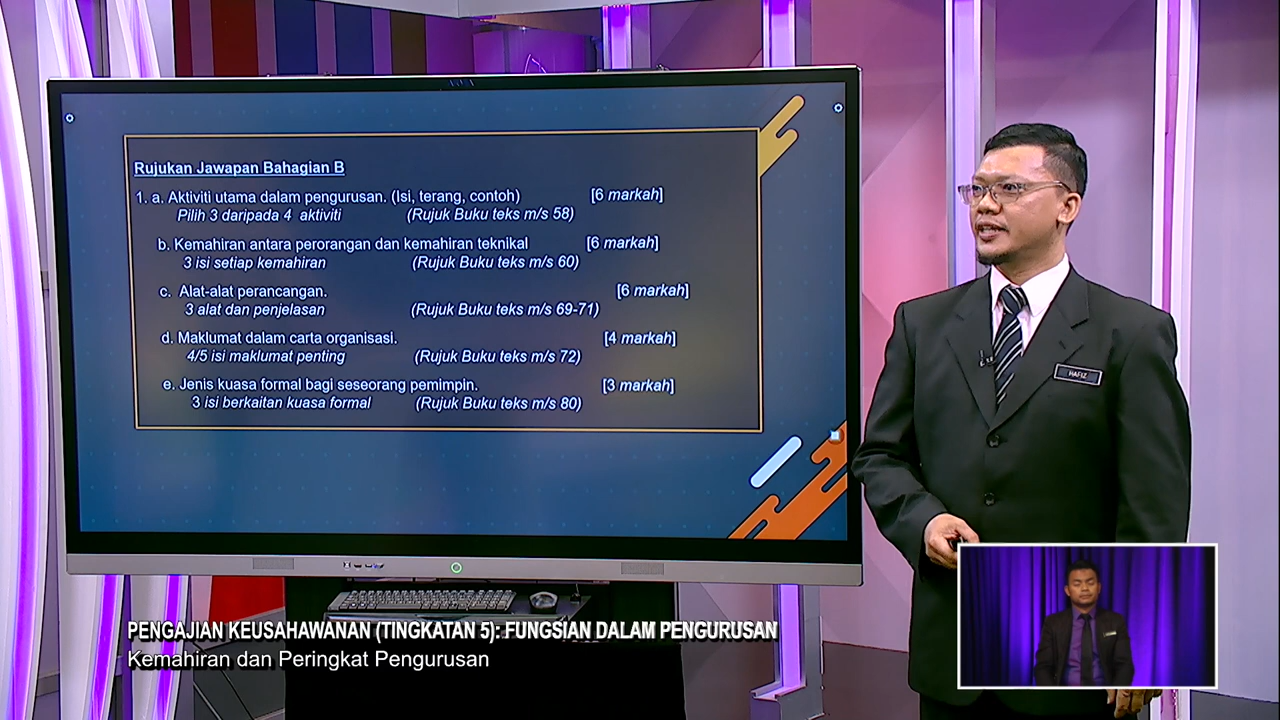 Rujukan Jawapan Bahagian B
1. a. Aktiviti utama dalam pengurusan. (Isi, terang, contoh) [6 markah]
Pilih 3 daripada 4 aktiviti (Rujuk Buku teks m/s 58)
b. Kemahiran antara perorangan dan kemahiran teknikal [6 markah]
3 isi setiap kemahiran (Rujuk Buku teks m/s 60)
c. Alat-alat perancangan. [6 markah]
3 alat dan penjelasan (Rujuk Buku teks m/s 69-71)
d. Maklumat dalam carta organisasi. [4 markah]
4/5 isi maklumat penting (Rujuk Buku teks m/s 72)
e. Jenis kuasa formal bagi seseorang pemimpin. [3 markah]
3 isi berkaitan kuasa formal (Rujuk Buku teks m/s 80)
HAFIZ
PENGAJIAN KEUSAHAWANAN (TINGKATAN 5): FUNGSIAN DALAM PENGURUSAN
Kemahiran dan Peringkat Pengurusan